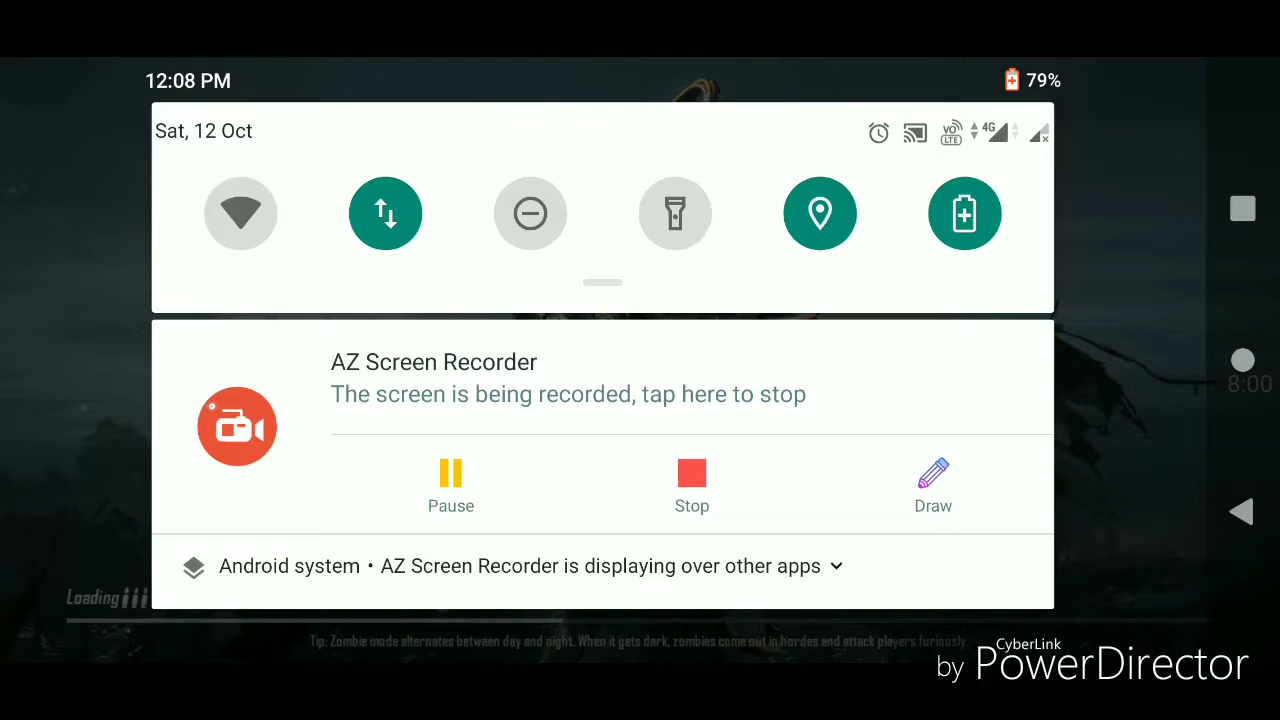 12:08 PM
79%
Sat, 12 Oct
VO LTE
4G
AZ Screen Recorder
The screen is being recorded, tap here to stop
8:00
Pause
Stop
Draw
Android system • AZ Screen Recorder is displaying over other apps
Loading
Tip: Zombie mode alternates between day and night. When it gets dark, zombies come out in hordes and attack players furiously
CyberLink
by PowerDirector